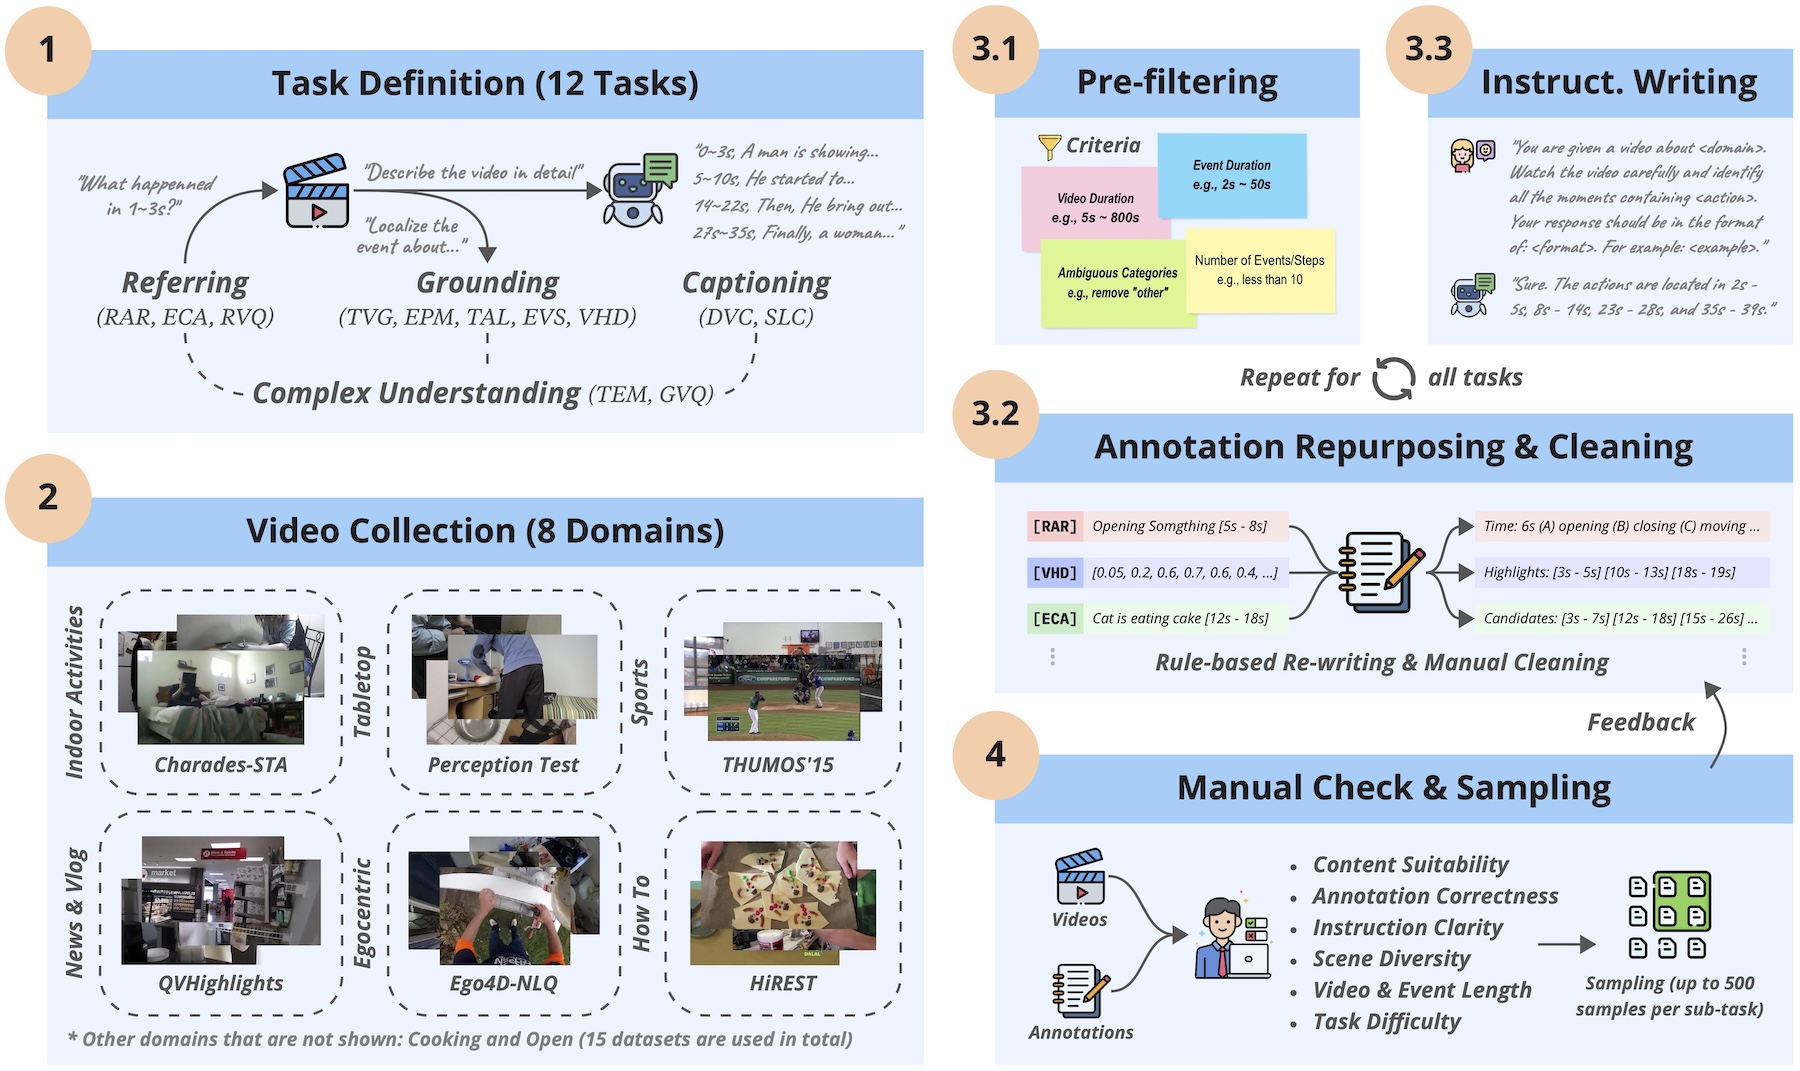 1
Task Definition (12 Tasks)
"What happenned
in 1~3s?"
"Describe the video in detail"
"Localize the
event about..."
"0~3s, A man is showing...
5~10s, He started to...
14~22s, Then, He bring out...
27s~35s, Finally, a woman..."
Referring
(RAR, ECA, RVQ)
Grounding
(TVG, EPM, TAL, EVS, VHD)
Captioning
(DVC, SLC)
Complex Understanding (TEM, GVQ)
2
Video Collection (8 Domains)
Indoor Activities
Charades-STA
Tabletop
Perception Test
Sports
THUMOS'15
News & Vlog
market
QVHighlights
Egocentric
Ego4D-NLQ
How To
DALAL
HiREST
* Other domains that are not shown: Cooking and Open (15 datasets are used in total)
3.1
Pre-filtering
Criteria
Event Duration
e.g., 2s ~ 50s
Video Duration
e.g., 5s ~ 800s
Ambiguous Categories
e.g., remove "other"
Number of Events/Steps
e.g., less than 10
3.3
Instruct. Writing
"You are given a video about <domain>.
Watch the video carefully and identify
all the moments containing <action>.
Your response should be in the format
of: <format>. For example: <example>."
"Sure. The actions are located in 2s -
5s, 8s - 14s, 23s - 28s, and 35s - 39s."
Repeat for all tasks
3.2
Annotation Repurposing & Cleaning
[RAR] Opening Somgthing [5s - 8s]
Time: 6s (A) opening (B) closing (C) moving ...
[VHD] [0.05, 0.2, 0.6, 0.7, 0.6, 0.4, ...]
Highlights: [3s - 5s] [10s - 13s] [18s - 19s]
[ECA] Cat is eating cake [12s - 18s]
Candidates: [3s - 7s] [12s - 18s] [15s - 26s] ...
Rule-based Re-writing & Manual Cleaning
Feedback
4
Manual Check & Sampling
Videos
Annotations
• Content Suitability
• Annotation Correctness
• Instruction Clarity
• Scene Diversity
• Video & Event Length
• Task Difficulty
Sampling (up to 500
samples per sub-task)